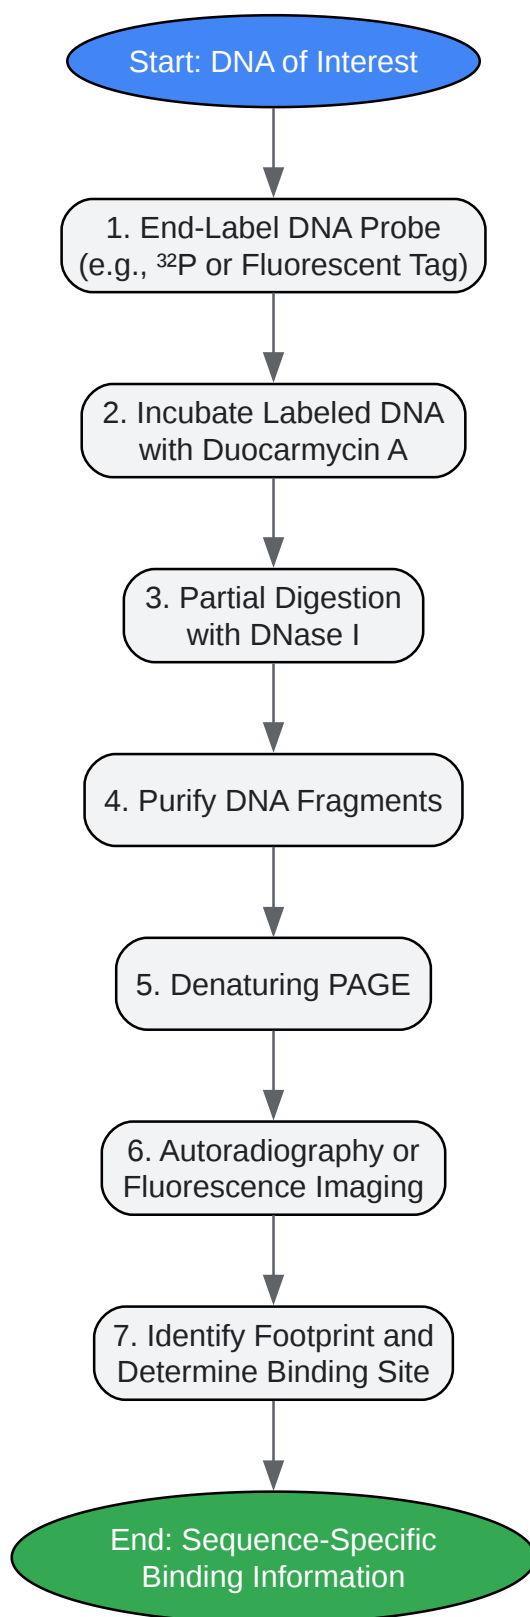 Start: DNA of Interest
1. End-Label DNA Probe
(e.g., ³²P or Fluorescent Tag)
2. Incubate Labeled DNA
with Duocarmycin A
3. Partial Digestion
with DNase I
4. Purify DNA Fragments
5. Denaturing PAGE
6. Autoradiography or
Fluorescence Imaging
7. Identify Footprint and
Determine Binding Site
End: Sequence-Specific
Binding Information